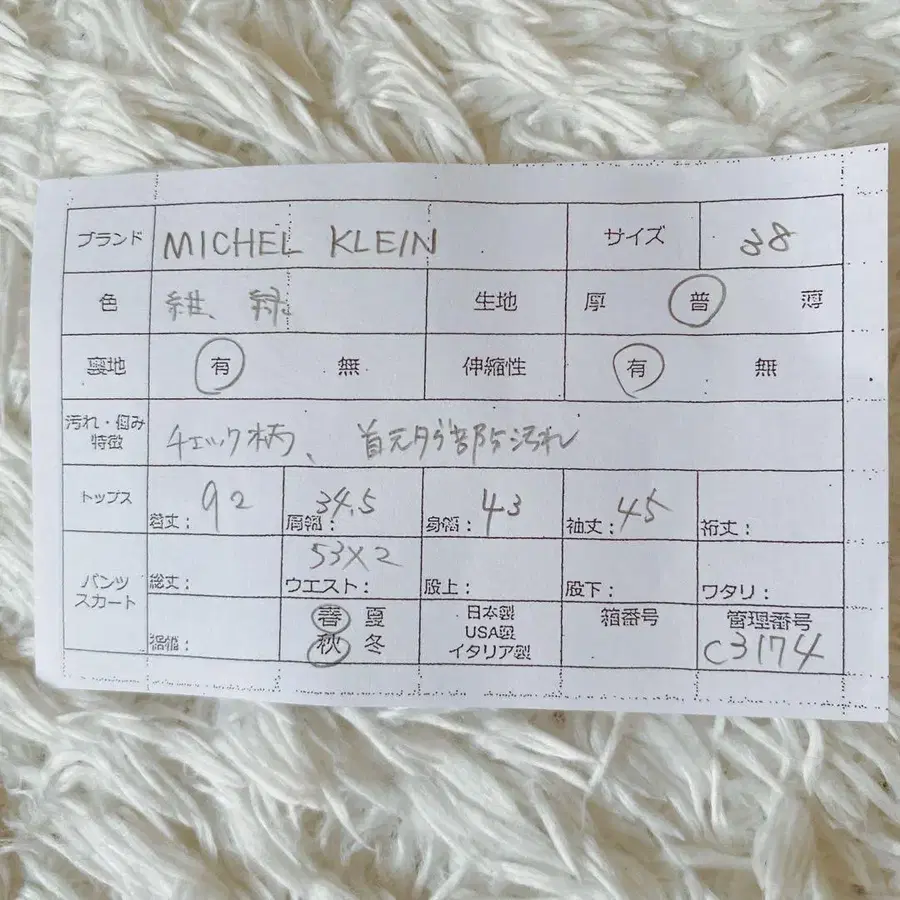 ブランド MICHEL KLEIN サイズ 38
色 紺、緑 生地 厚 普 薄
裏地 有 無 伸縮性 有 無
汚れ・傷み
特徴 チェック柄、首元タグ部分汚れ
トップス 着丈: 92 肩幅: 34.5 身幅: 43 袖丈: 45 裄丈:
パンツ
スカート 総丈: ウエスト: 53×2 股上: 股下: ワタリ:
裾幅: 春 夏
秋 冬 日本製
USA製
イタリア製 箱番号 管理番号
C3174